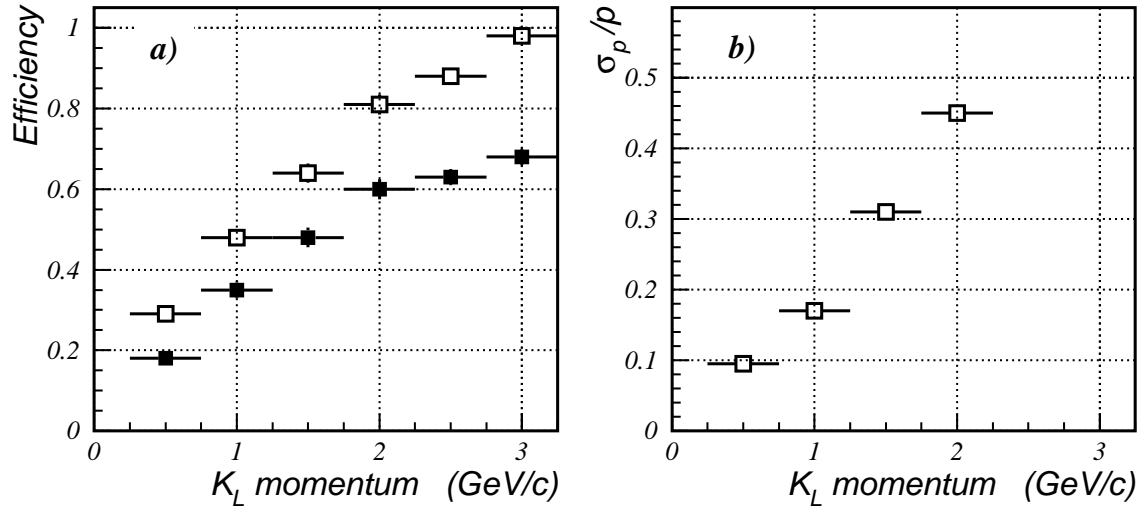 Efficiency
a)
1
0.8
0.6
0.4
0.2
0
0 1 2 3
K_L momentum (GeV/c)
σ_p/p
b)
0.5
0.4
0.3
0.2
0.1
0
0 1 2 3
K_L momentum (GeV/c)